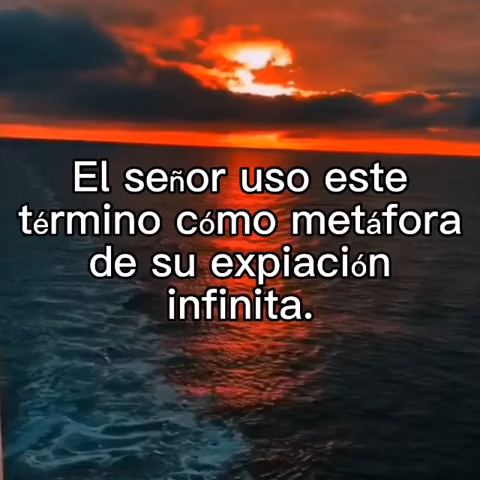 El señor uso este
término cómo metáfora
de su expiación
infinita.